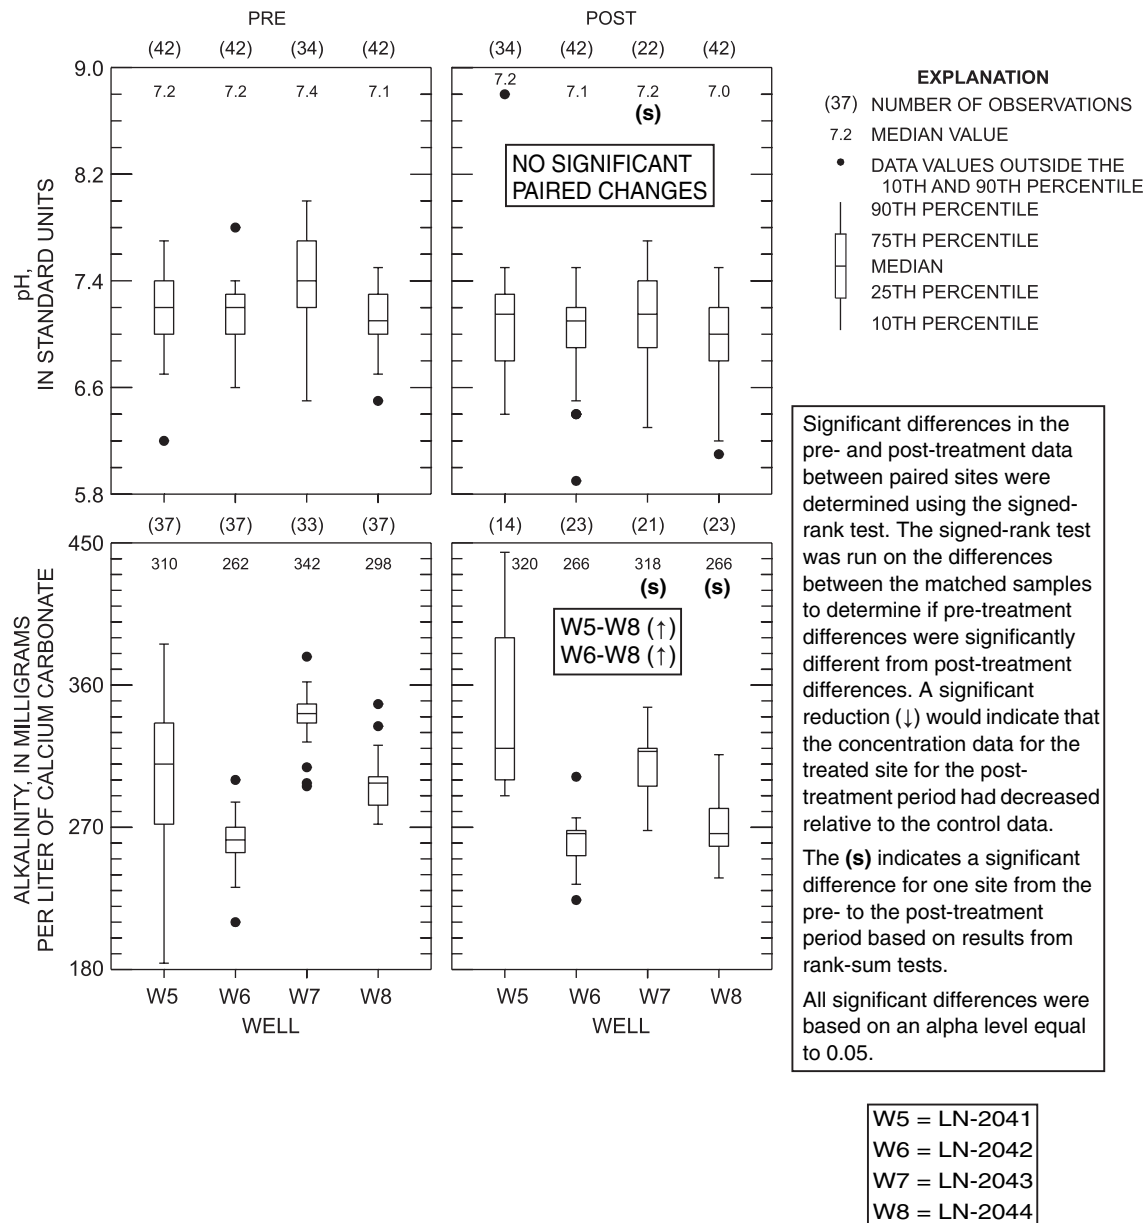 PRE
POST
(42) (42) (34) (42)
(34) (42) (22) (42)
9.0
8.2
7.4
6.6
5.8
pH,
IN STANDARD UNITS
7.2 7.2 7.4 7.1
7.2 7.1 7.2 7.0
(s)
NO SIGNIFICANT
PAIRED CHANGES
(37) (37) (33) (37)
(14) (23) (21) (23)
450
360
270
180
ALKALINITY, IN MILLIGRAMS
PER LITER OF CALCIUM CARBONATE
310 262 342 298
320 266 318 266
(s) (s)
W5-W8 (↑)
W6-W8 (↑)
W5 W6 W7 W8
WELL
W5 W6 W7 W8
WELL
EXPLANATION
(37) NUMBER OF OBSERVATIONS
7.2 MEDIAN VALUE
DATA VALUES OUTSIDE THE
10TH AND 90TH PERCENTILE
90TH PERCENTILE
75TH PERCENTILE
MEDIAN
25TH PERCENTILE
10TH PERCENTILE
Significant differences in the
pre- and post-treatment data
between paired sites were
determined using the signed-
rank test. The signed-rank test
was run on the differences
between the matched samples
to determine if pre-treatment
differences were significantly
different from post-treatment
differences. A significant
reduction (↓) would indicate that
the concentration data for the
treated site for the post-
treatment period had decreased
relative to the control data.
The (s) indicates a significant
difference for one site from the
pre- to the post-treatment
period based on results from
rank-sum tests.
All significant differences were
based on an alpha level equal
to 0.05.
W5 = LN-2041
W6 = LN-2042
W7 = LN-2043
W8 = LN-2044